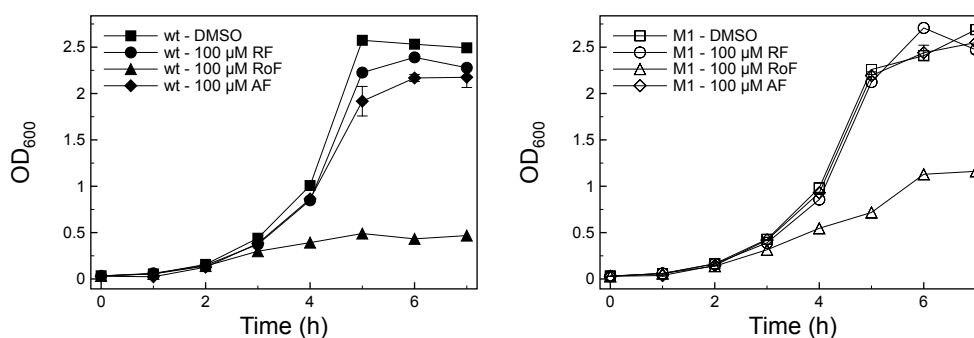 wt - DMSO
wt - 100 µM RF
wt - 100 µM RoF
wt - 100 µM AF
2.5
2
1.5
1
0.5
0
OD600
0 2 4 6
Time (h)
M1 - DMSO
M1 - 100 µM RF
M1 - 100 µM RoF
M1 - 100 µM AF
2.5
2
1.5
1
0.5
0
OD600
0 2 4 6
Time (h)